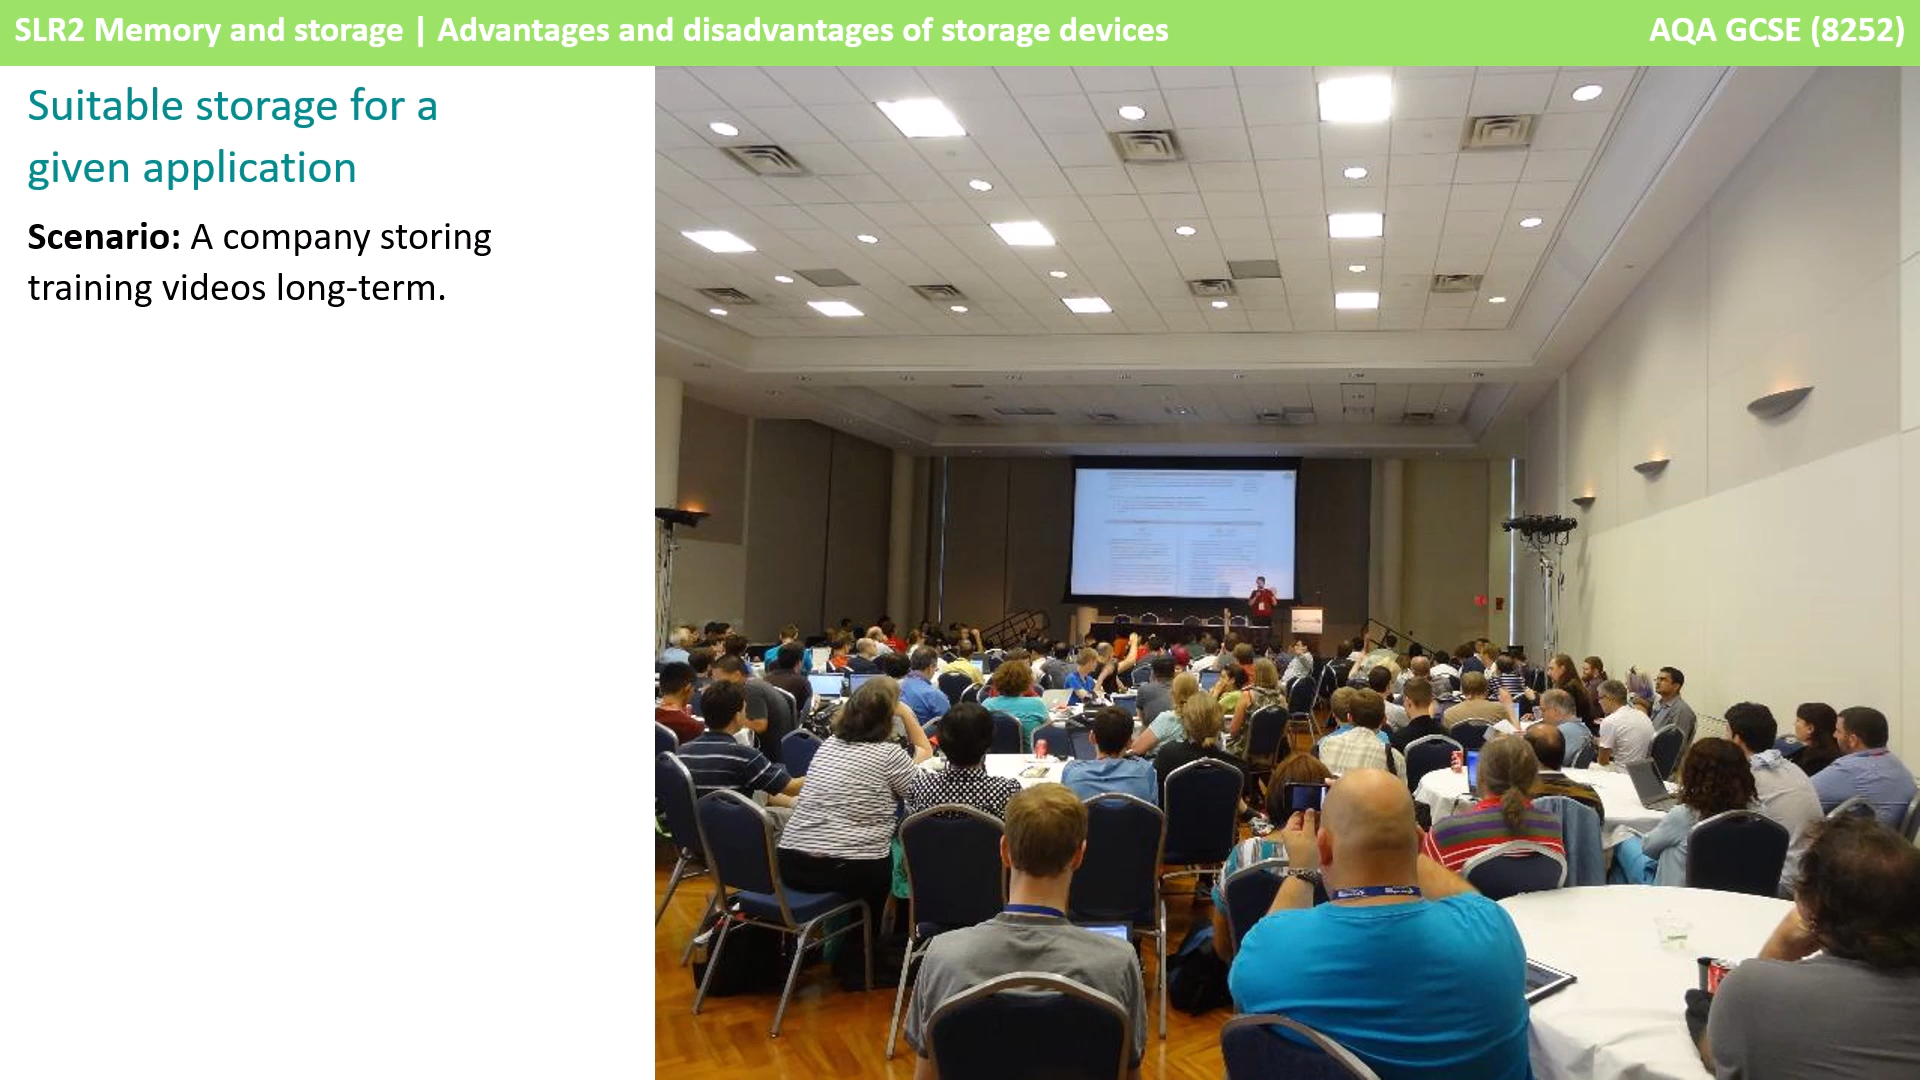 SLR2 Memory and storage | Advantages and disadvantages of storage devices
AQA GCSE (8252)
Suitable storage for a
given application
Scenario: A company storing
training videos long-term.